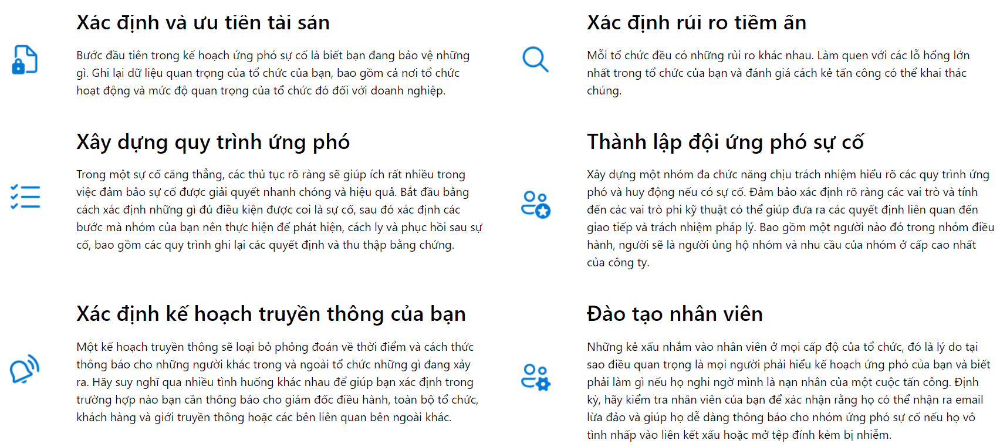 Xác định và ưu tiên tài sản
Bước đầu tiên trong kế hoạch ứng phó sự cố là biết bạn đang bảo vệ những
gì. Ghi lại dữ liệu quan trọng của tổ chức của bạn, bao gồm cả nơi tổ chức
hoạt động và mức độ quan trọng của tổ chức đó đối với doanh nghiệp.
Xác định rủi ro tiềm ẩn
Mỗi tổ chức đều có những rủi ro khác nhau. Làm quen với các lỗ hổng lớn
nhất trong tổ chức của bạn và đánh giá cách kẻ tấn công có thể khai thác
chúng.
Xây dựng quy trình ứng phó
Trong một sự cố căng thẳng, các thủ tục rõ ràng sẽ giúp ích rất nhiều trong
việc đảm bảo sự cố được giải quyết nhanh chóng và hiệu quả. Bắt đầu bằng
cách xác định những gì đủ điều kiện được coi là sự cố, sau đó xác định các
bước mà nhóm của bạn nên thực hiện để phát hiện, cách ly và phục hồi sau sự
cố, bao gồm các quy trình ghi lại các quyết định và thu thập bằng chứng.
Thành lập đội ứng phó sự cố
Xây dựng một nhóm đa chức năng chịu trách nhiệm hiểu rõ các quy trình ứng
phó và huy động nếu có sự cố. Đảm bảo xác định rõ ràng các vai trò và tính
đến các vai trò phi kỹ thuật có thể giúp đưa ra các quyết định liên quan đến
giao tiếp và trách nhiệm pháp lý. Bao gồm một người nào đó trong nhóm điều
hành, người sẽ là người ủng hộ nhóm và nhu cầu của nhóm ở cấp cao nhất
của công ty.
Xác định kế hoạch truyền thông của bạn
Một kế hoạch truyền thông sẽ loại bỏ phỏng đoán về thời điểm và cách thức
thông báo cho những người khác trong và ngoài tổ chức những gì đang xảy
ra. Hãy suy nghĩ qua nhiều tình huống khác nhau để giúp bạn xác định trong
trường hợp nào bạn cần thông báo cho giám đốc điều hành, toàn bộ tổ chức,
khách hàng và giới truyền thông hoặc các bên liên quan bên ngoài khác.
Đào tạo nhân viên
Những kẻ xấu nhắm vào nhân viên ở mọi cấp độ của tổ chức, đó là lý do tại
sao điều quan trọng là mọi người phải hiểu kế hoạch ứng phó của bạn và biết
phải làm gì nếu họ nghi ngờ mình là nạn nhân của một cuộc tấn công. Định
kỳ, hãy kiểm tra nhân viên của bạn để xác nhận rằng họ có thể nhận ra email
lừa đảo và giúp họ dễ dàng thông báo cho nhóm ứng phó sự cố nếu họ vô
tình nhấp vào liên kết xấu hoặc mở tệp đính kèm bị nhiễm.